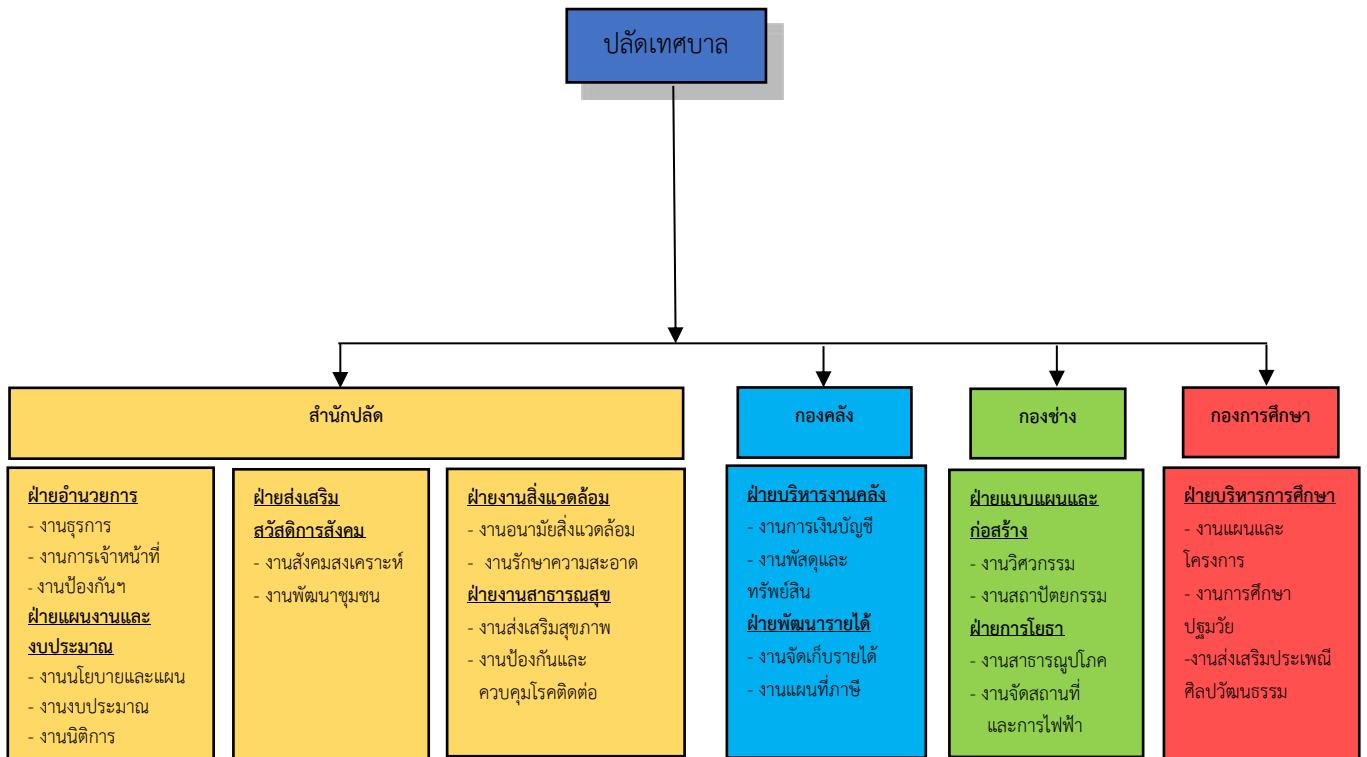 ปลัดเทศบาล
สำนักปลัด
กองคลัง
กองช่าง
กองการศึกษา
ฝ่ายอำนวยการ
- งานธุรการ
- งานการเจ้าหน้าที่
- งานป้องกันฯ
ฝ่ายแผนงานและ
งบประมาณ
- งานนโยบายและแผน
- งานงบประมาณ
- งานนิติการ
ฝ่ายส่งเสริม
สวัสดิการสังคม
- งานสังคมสงเคราะห์
- งานพัฒนาชุมชน
ฝ่ายงานสิ่งแวดล้อม
- งานอนามัยสิ่งแวดล้อม
- งานรักษาความสะอาด
ฝ่ายงานสาธารณสุข
- งานส่งเสริมสุขภาพ
- งานป้องกันและ
ควบคุมโรคติดต่อ
ฝ่ายบริหารงานคลัง
- งานการเงินบัญชี
- งานพัสดุและ
ทรัพย์สิน
ฝ่ายพัฒนารายได้
- งานจัดเก็บรายได้
- งานแผนที่ภาษี
ฝ่ายแบบแผนและ
ก่อสร้าง
- งานวิศวกรรม
- งานสถาปัตยกรรม
ฝ่ายการโยธา
- งานสาธารณูปโภค
- งานจัดสถานที่
และการไฟฟ้า
ฝ่ายบริหารการศึกษา
- งานแผนและ
โครงการ
- งานการศึกษา
ปฐมวัย
-งานส่งเสริมประเพณี
ศิลปวัฒนธรรม